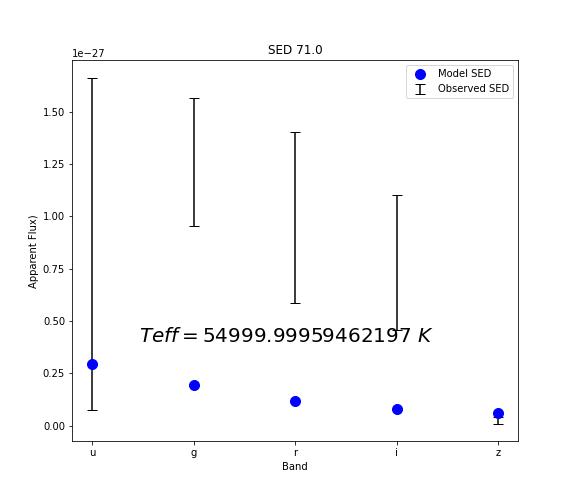 SED 71.0
1e−27
Model SED
Observed SED
1.50
1.25
1.00
0.75
0.50
0.25
0.00
Apparent Flux)
Teff = 54999.99959462197 K
u g r i z
Band